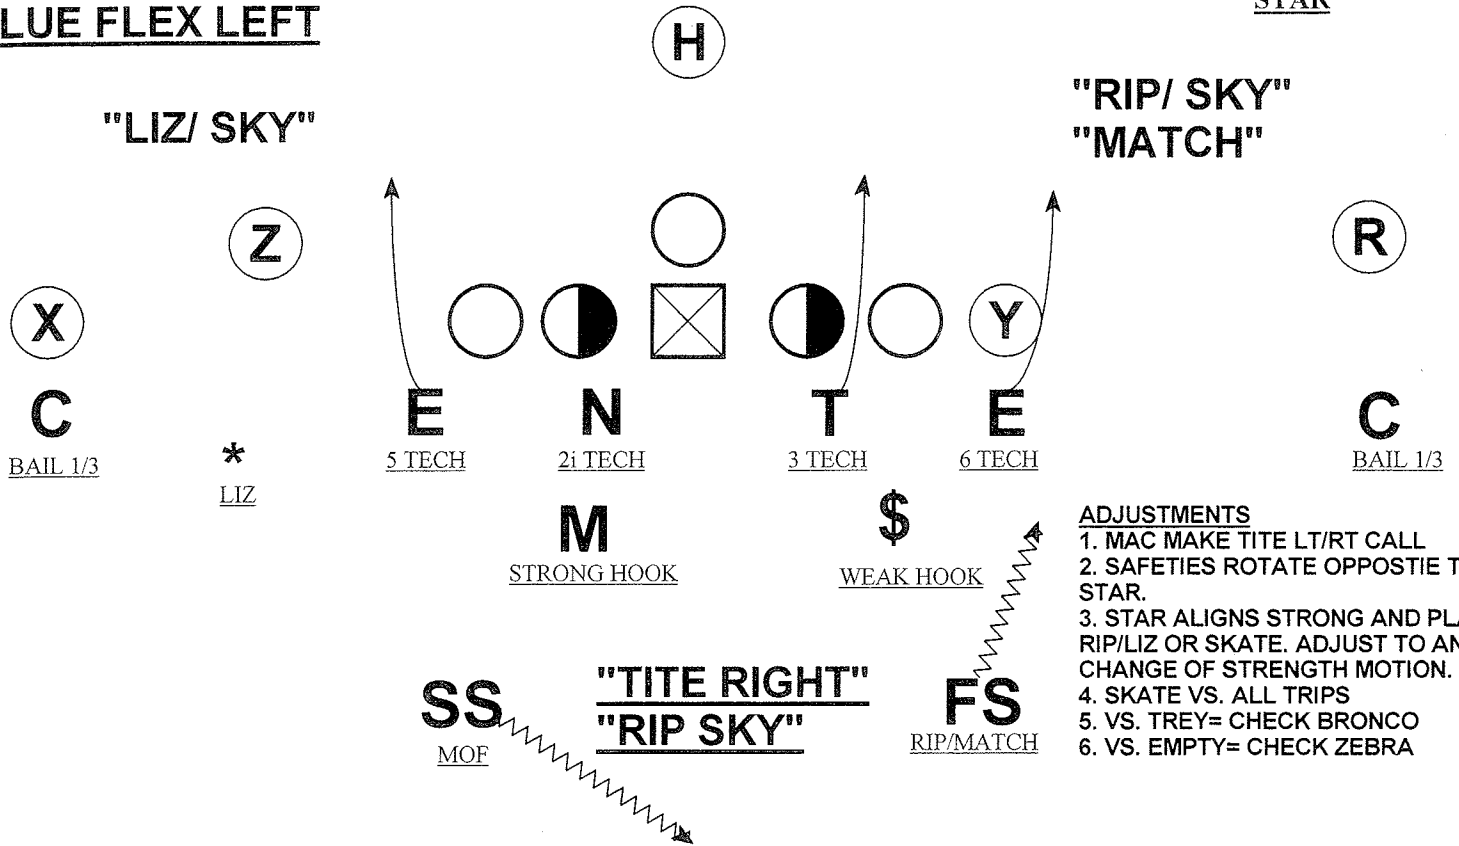 LUE FLEX LEFT
STAR
H
"LIZ/ SKY"
"RIP/ SKY"
"MATCH"
Z
R
X
Y
C
E
N
T
E
C
BAIL 1/3
*
LIZ
5 TECH
2i TECH
3 TECH
6 TECH
BAIL 1/3
M
STRONG HOOK
$
WEAK HOOK
ADJUSTMENTS
1. MAC MAKE TITE LT/RT CALL
2. SAFETIES ROTATE OPPOSTIE T
STAR.
3. STAR ALIGNS STRONG AND PLA
RIP/LIZ OR SKATE. ADJUST TO AN
CHANGE OF STRENGTH MOTION.
4. SKATE VS. ALL TRIPS
5. VS. TREY= CHECK BRONCO
6. VS. EMPTY= CHECK ZEBRA
SS
MOF
"TITE RIGHT"
"RIP SKY"
FS
RIP/MATCH